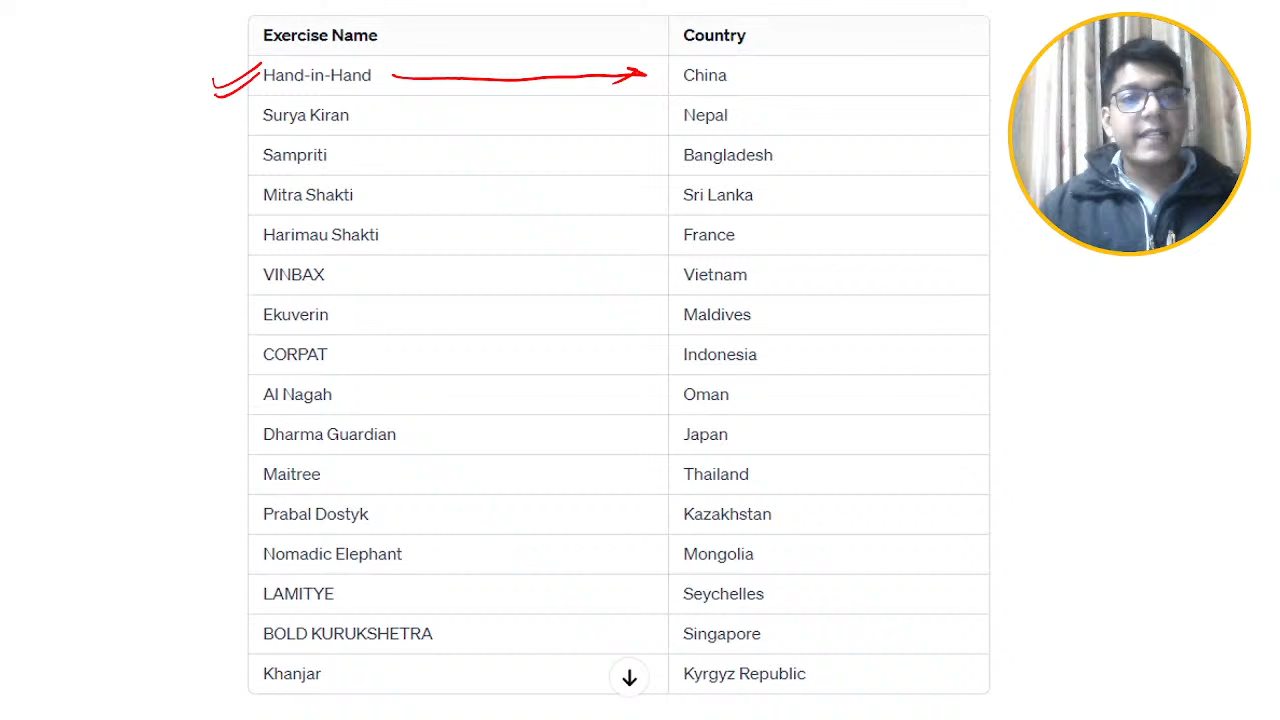 Exercise Name Country
Hand-in-Hand China
Surya Kiran Nepal
Sampriti Bangladesh
Mitra Shakti Sri Lanka
Harimau Shakti France
VINBAX Vietnam
Ekuverin Maldives
CORPAT Indonesia
Al Nagah Oman
Dharma Guardian Japan
Maitree Thailand
Prabal Dostyk Kazakhstan
Nomadic Elephant Mongolia
LAMITYE Seychelles
BOLD KURUKSHETRA Singapore
Khanjar Kyrgyz Republic